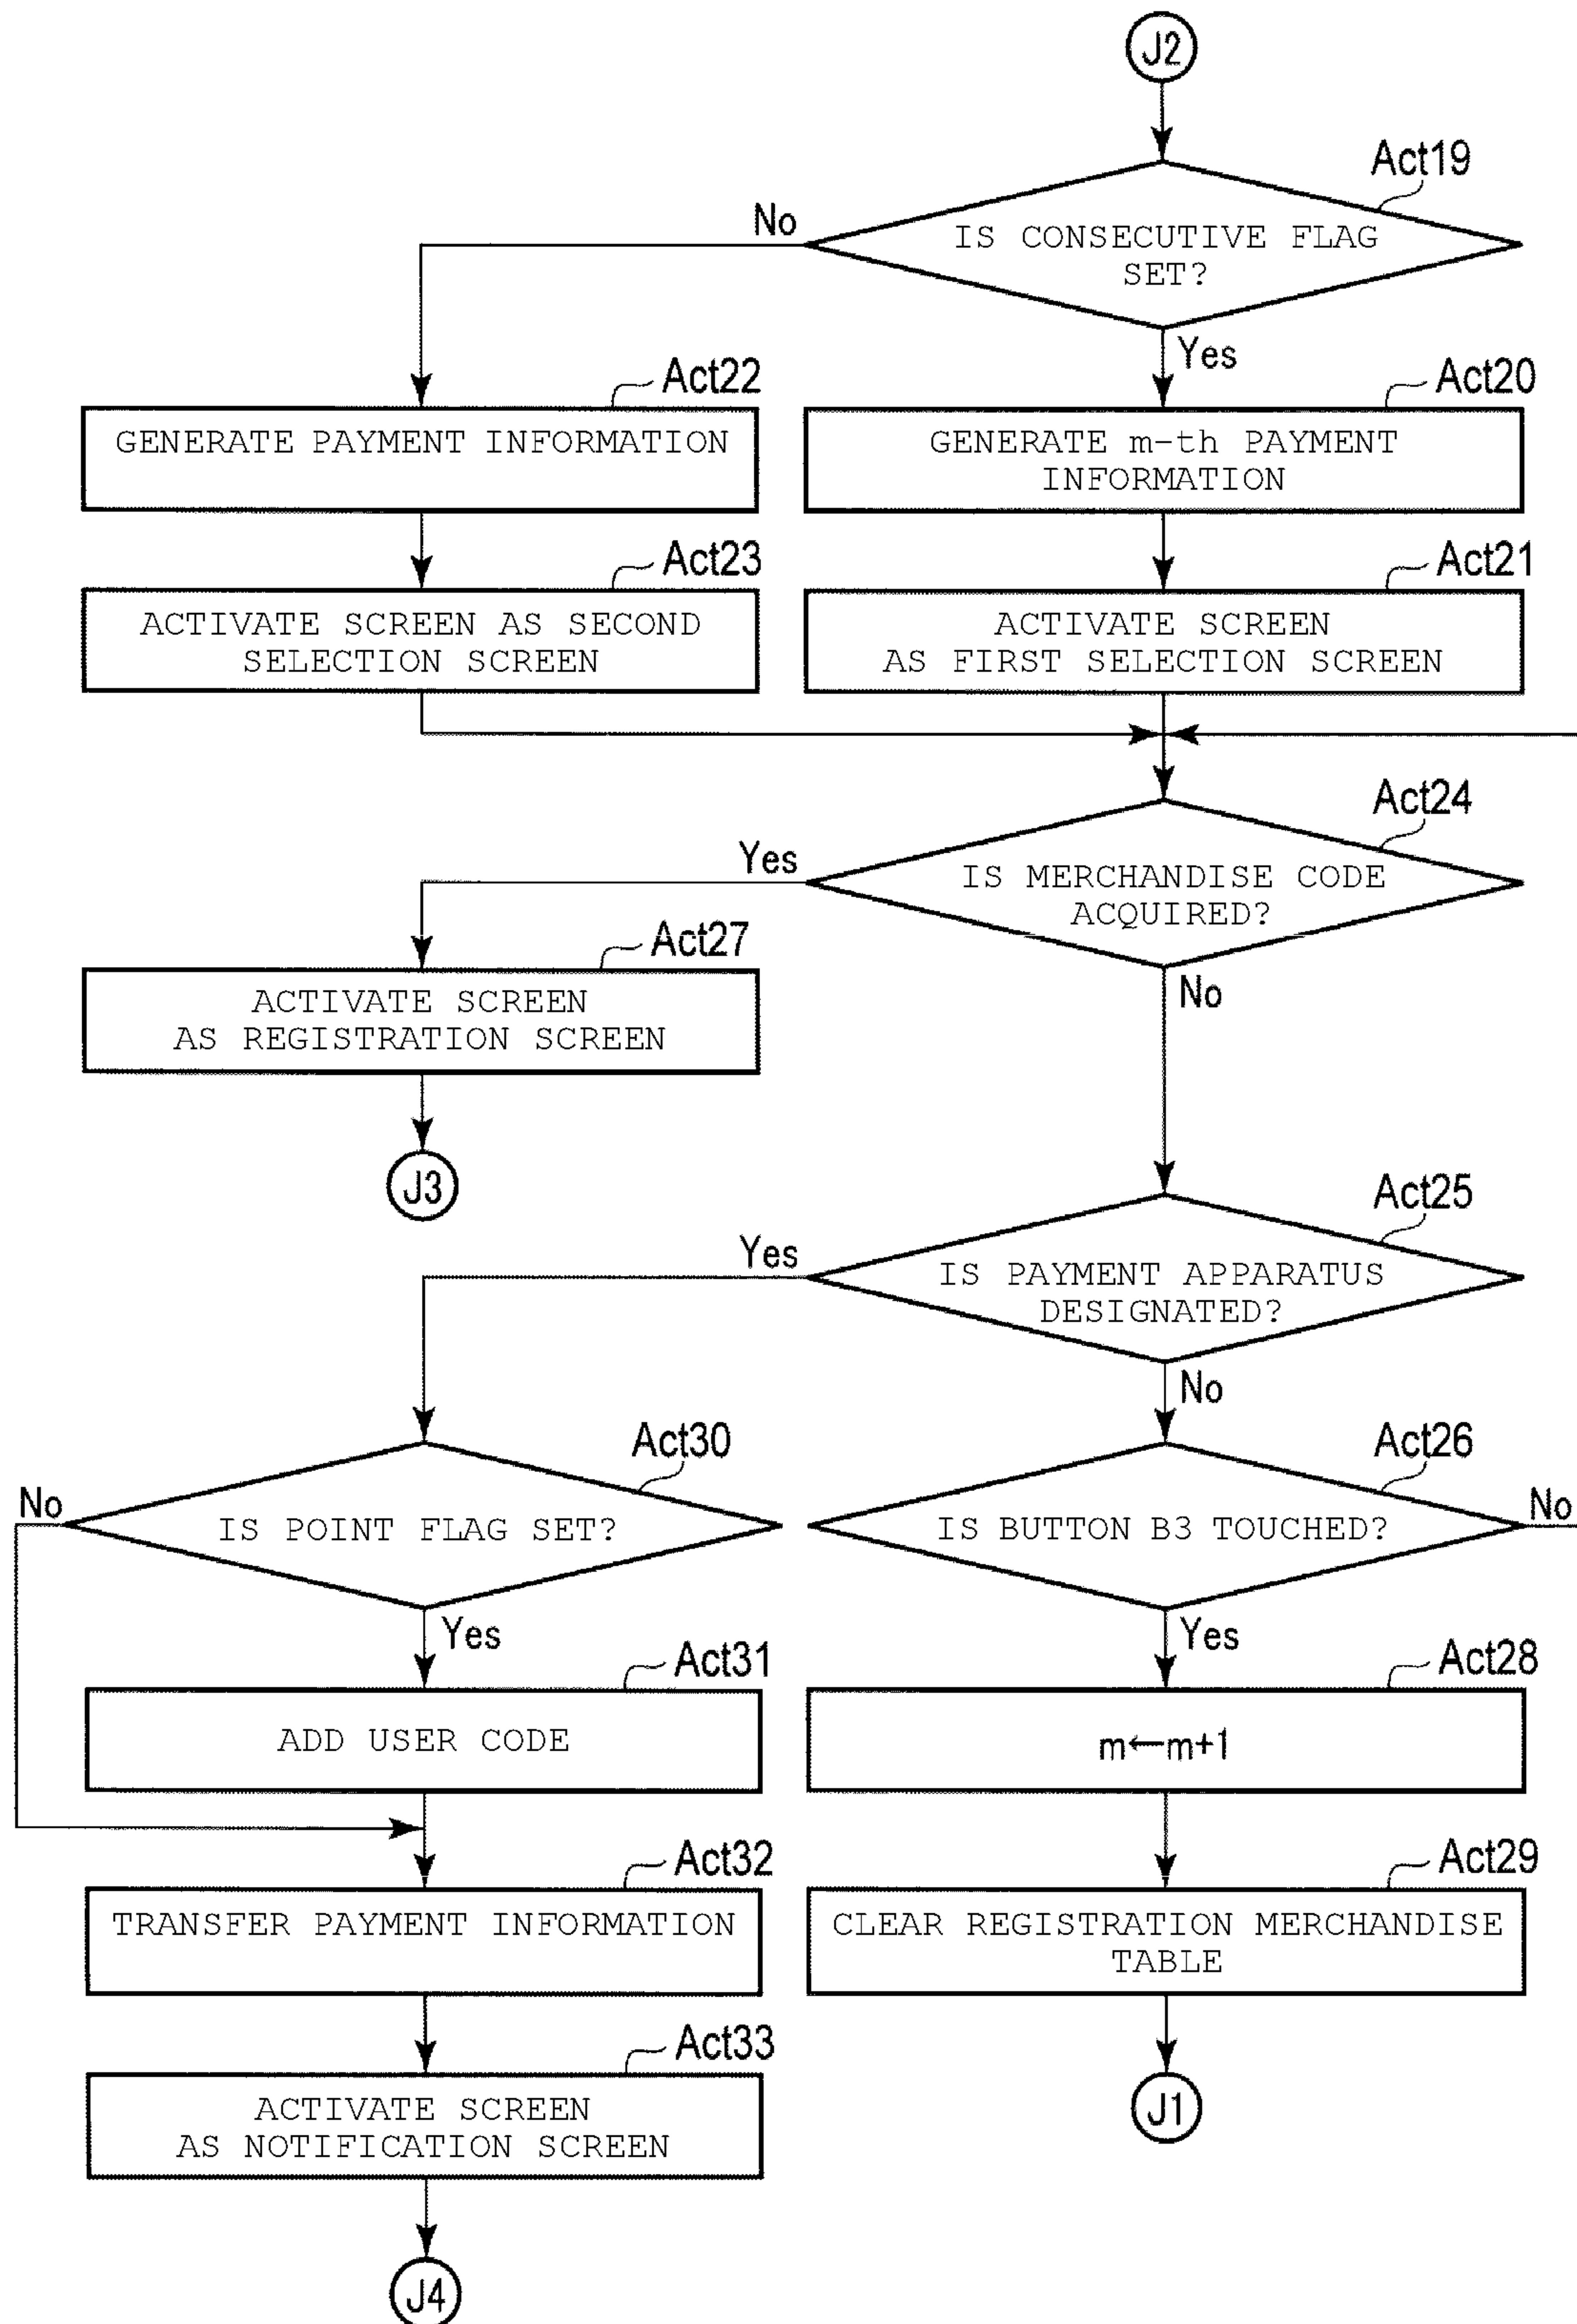 J2
Act19
IS CONSECUTIVE FLAG
SET?
No
Yes
Act22
GENERATE PAYMENT INFORMATION
Act20
GENERATE m-th PAYMENT
INFORMATION
Act23
ACTIVATE SCREEN AS SECOND
SELECTION SCREEN
Act21
ACTIVATE SCREEN
AS FIRST SELECTION SCREEN
Act24
IS MERCHANDISE CODE
ACQUIRED?
Yes
No
Act27
ACTIVATE SCREEN
AS REGISTRATION SCREEN
J3
Act25
IS PAYMENT APPARATUS
DESIGNATED?
Yes
No
Act30
IS POINT FLAG SET?
No
Yes
Act26
IS BUTTON B3 TOUCHED?
No
Yes
Act31
ADD USER CODE
Act28
m←m+1
Act32
TRANSFER PAYMENT INFORMATION
Act29
CLEAR REGISTRATION MERCHANDISE
TABLE
Act33
ACTIVATE SCREEN
AS NOTIFICATION SCREEN
J1
J4